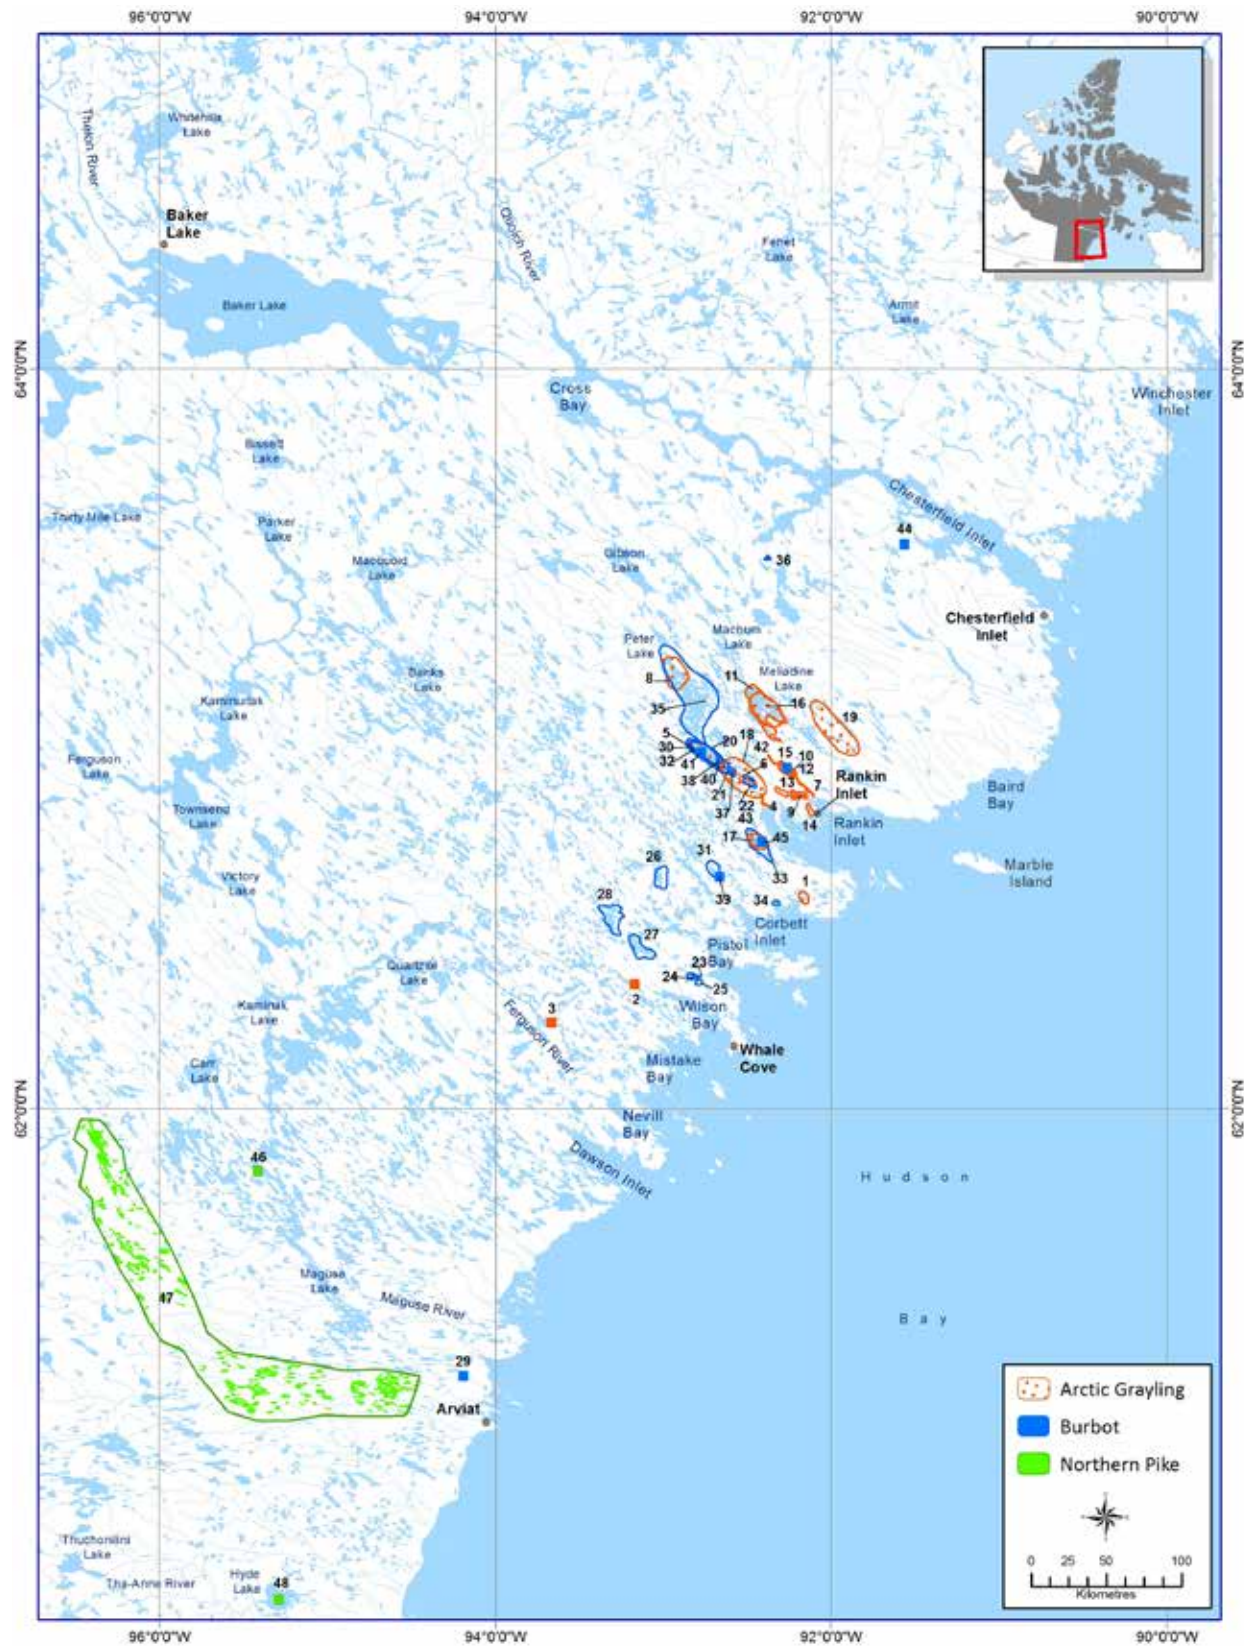 96°0'0"W 94°0'0"W 92°0'0"W 90°0'0"W
Thelon River
Whitehills
Lake
Baker
Lake
Quoich River
Ferret
Lake
Baker Lake
Armit
Lake
64°0'0"N
64°0'0"N
Cross
Bay
Winchester
Inlet
Bissett
Lake
Chesterfield Inlet
Thirty Mile Lake
Parker
Lake
44
Macquoid
Lake
Gibson
Lake
36
Chesterfield
Inlet
Peter
Lake
Machum
Lake
Banks
Lake
8
11
Meliadine
Lake
Kaminuriak
Lake
35
16
19
5
30
32
41
38
40
20
18
42
6
15
10
12
21
37
22
43
4
13
9
7
14
Rankin
Inlet
Ferguson
Lake
Townsend
Lake
Baird
Bay
Rankin
Inlet
17
45
33
31
39
26
Marble
Island
Victory
Lake
28
34
1
Corbett
Inlet
27
Pistol
Bay
Quartzite
Lake
23
24
25
2
Wilson
Bay
Kaminak
Lake
3
Ferguson River
Whale
Cove
Carr
Lake
Mistake
Bay
Nevill
Bay
62°0'0"N
62°0'0"N
46
Dawson Inlet
Hudson
47
Maguse
Lake
Maguse River
Bay
29
Arviat
Arctic Grayling
Burbot
Northern Pike
Thuchonilini
Lake
Tha-Anne River
Hyde
Lake
48
0 25 50 100
Kilometres
96°0'0"W 94°0'0"W 92°0'0"W 90°0'0"W